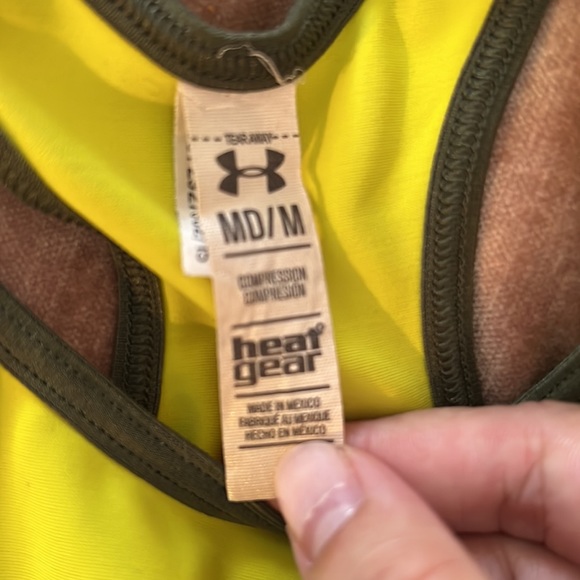 TEAR AWAY
MD/M
COMPRESSION
COMPRESIÓN
heat
gear
MADE IN MEXICO
FABRIQUÉ AU MEXIQUE
HECHO EN MÉXICO